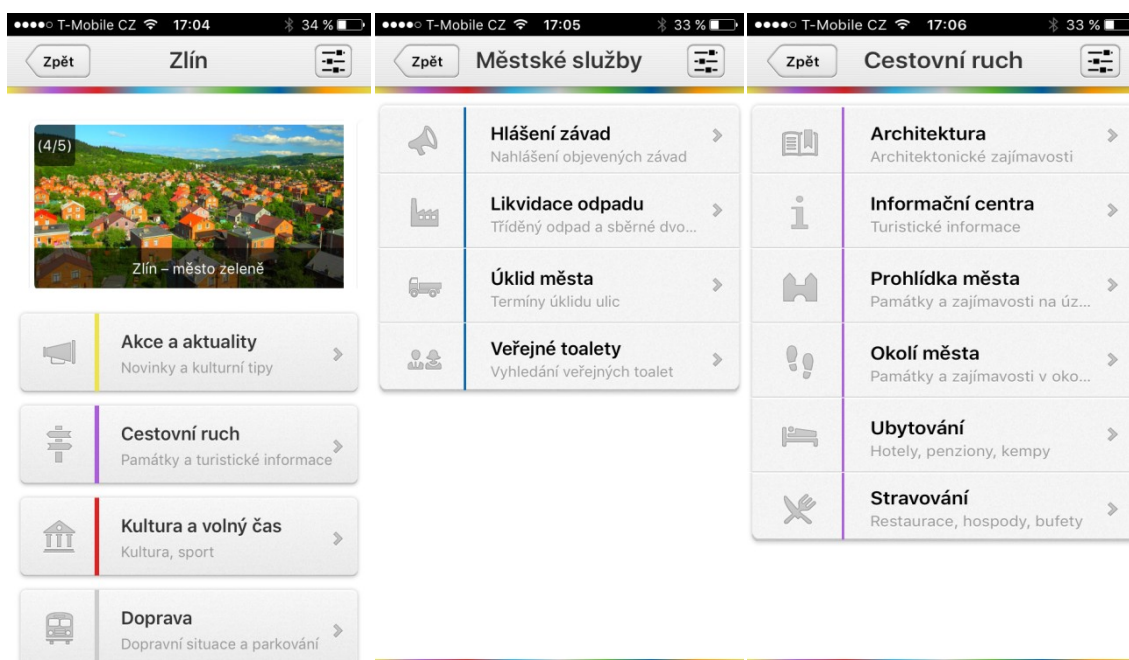 T-Mobile CZ 17:04 34 %
Zpět
Zlín
(4/5)
Zlín – město zeleně
Akce a aktuality
Novinky a kulturní tipy
Cestovní ruch
Památky a turistické informace
Kultura a volný čas
Kultura, sport
Doprava
Dopravní situace a parkování
T-Mobile CZ 17:05 33 %
Zpět
Městské služby
Hlášení závad
Nahlášení objevených závad
Likvidace odpadu
Tříděný odpad a sběrné dvo...
Úklid města
Termíny úklidu ulic
Veřejné toalety
Vyhledání veřejných toalet
T-Mobile CZ 17:06 33 %
Zpět
Cestovní ruch
Architektura
Architektonické zajímavosti
Informační centra
Turistické informace
Prohlídka města
Památky a zajímavosti na úz...
Okolí města
Památky a zajímavosti v oko...
Ubytování
Hotely, penziony, kempy
Stravování
Restaurace, hospody, bufety